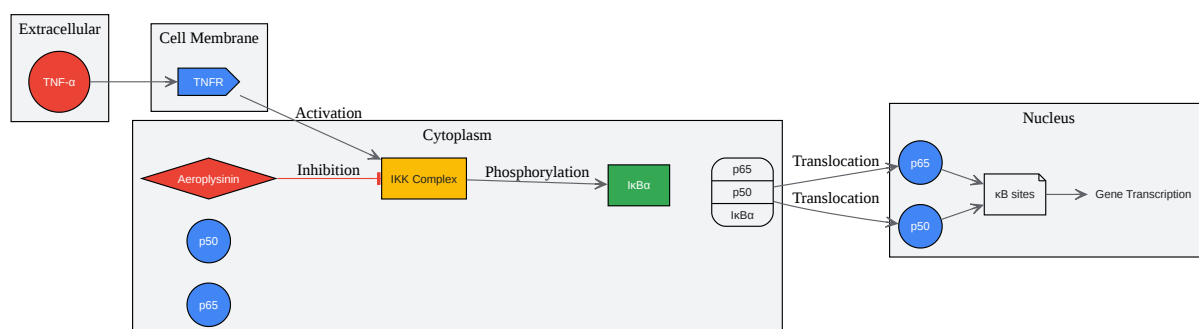 Extracellular
TNF-α
Cell Membrane
TNFR
Activation
Cytoplasm
Aeroplysinin
Inhibition
IKK Complex
Phosphorylation
IκBα
p65
p50
IκBα
p50
p65
Translocation
Translocation
Nucleus
p65
p50
κB sites
Gene Transcription